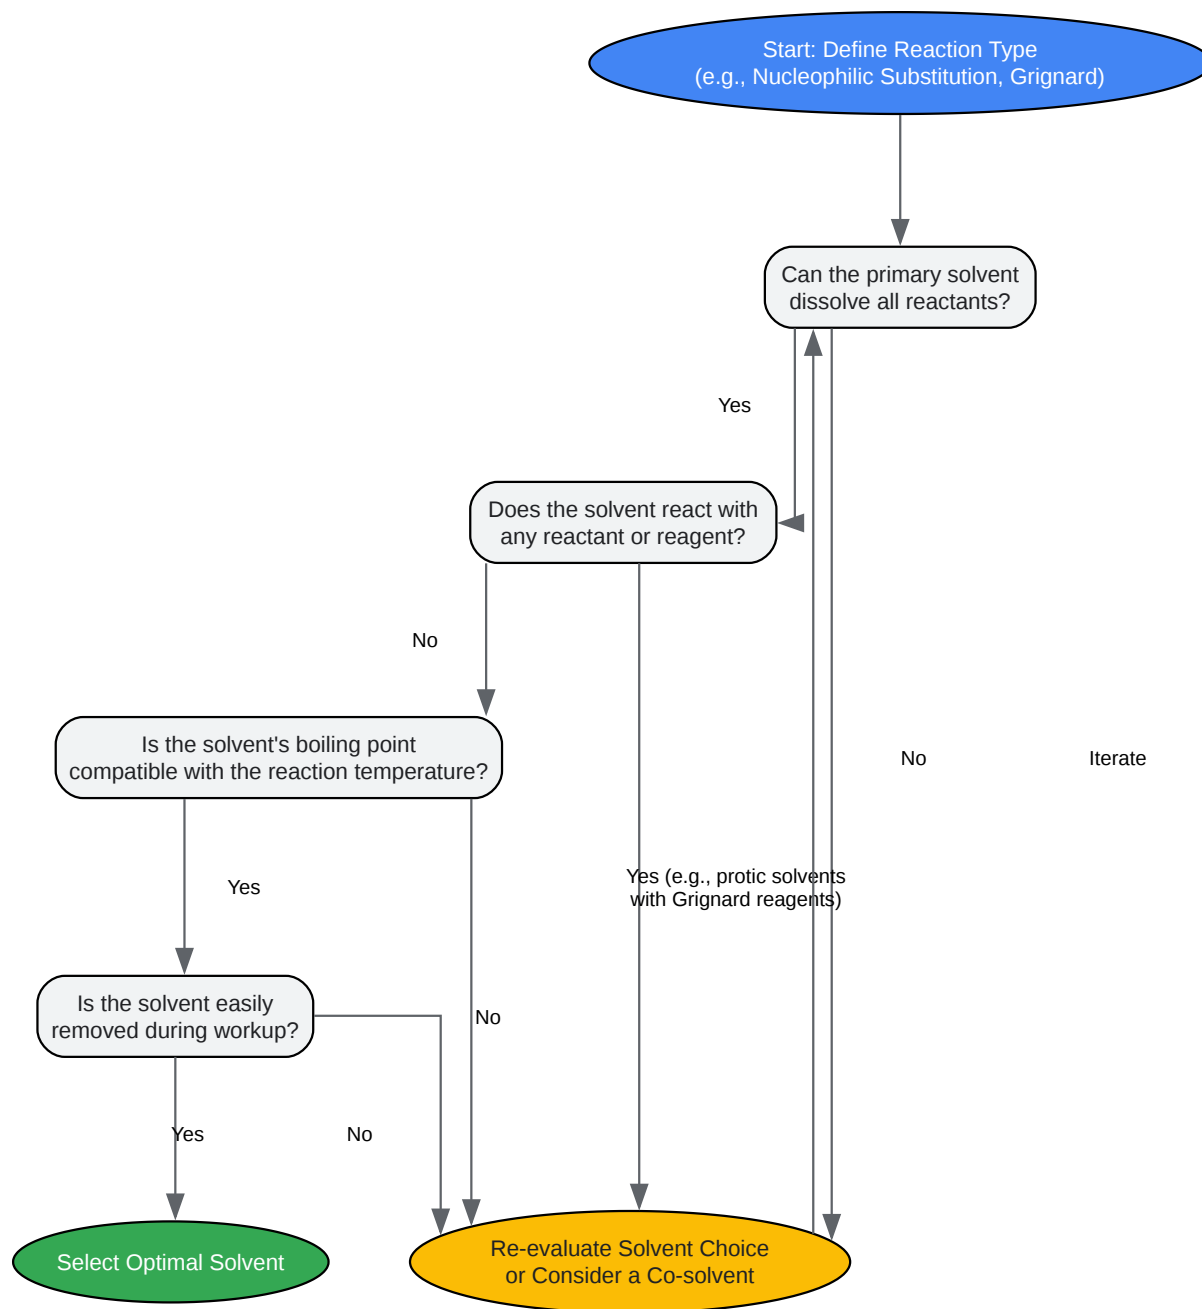 Start: Define Reaction Type
(e.g., Nucleophilic Substitution, Grignard)
Can the primary solvent
dissolve all reactants?
Yes
Does the solvent react with
any reactant or reagent?
No
Is the solvent's boiling point
compatible with the reaction temperature?
No
Iterate
Yes
Yes (e.g., protic solvents
with Grignard reagents)
Is the solvent easily
removed during workup?
No
Yes
No
Select Optimal Solvent
Re-evaluate Solvent Choice
or Consider a Co-solvent